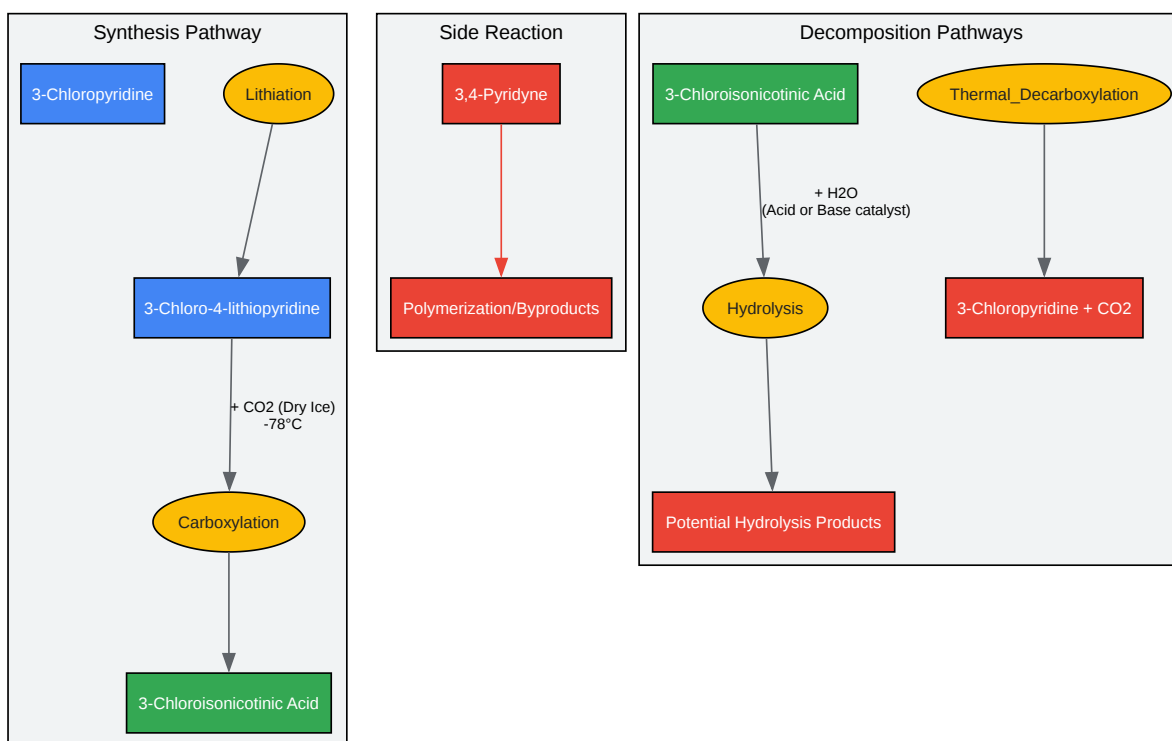 Synthesis Pathway
3-Chloropyridine
Lithiation
3-Chloro-4-lithiopyridine
+ CO2 (Dry Ice)
-78°C
Carboxylation
3-Chloroisonicotinic Acid
Side Reaction
3,4-Pyridyne
Polymerization/Byproducts
Decomposition Pathways
3-Chloroisonicotinic Acid
Thermal_Decarboxylation
+ H2O
(Acid or Base catalyst)
Hydrolysis
3-Chloropyridine + CO2
Potential Hydrolysis Products